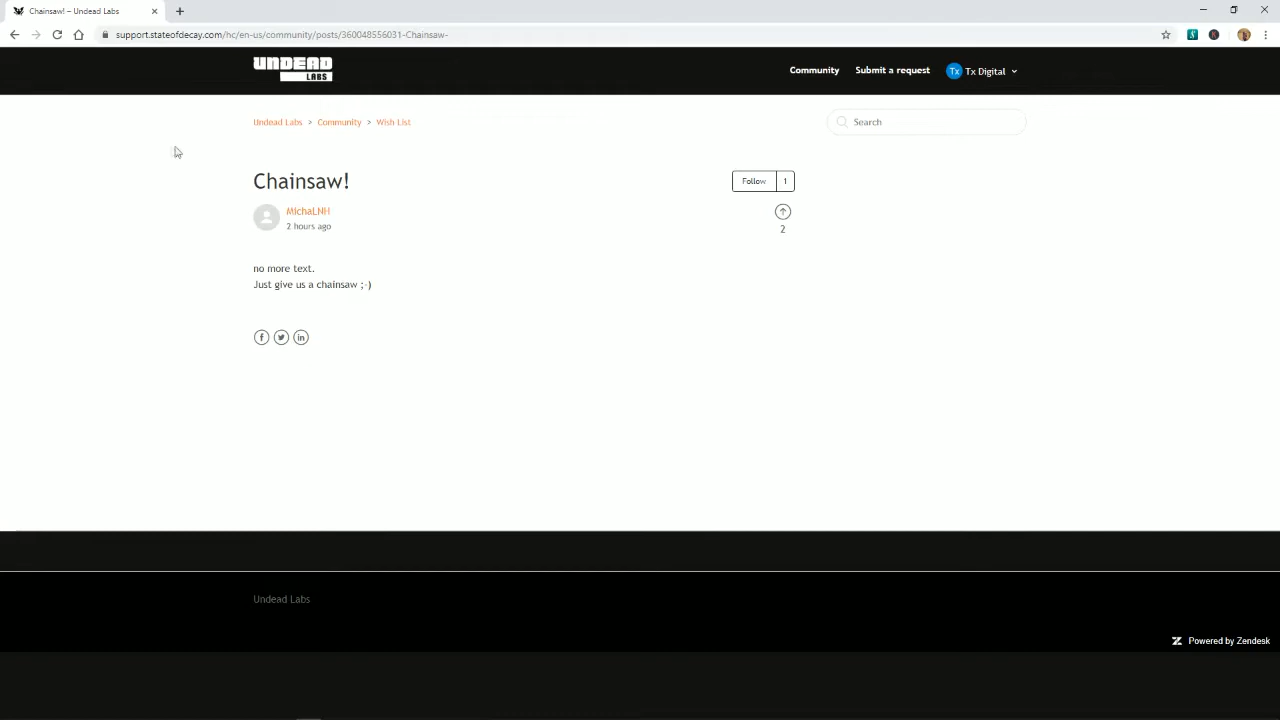 Chainsaw! – Undead Labs
support.stateofdecay.com/hc/en-us/community/posts/360048556031-Chainsaw-
UNDEAD
LABS
Community
Submit a request
Tx
Tx Digital
Undead Labs > Community > Wish List
Search
Chainsaw!
Follow
1
MichaLNH
2 hours ago
2
no more text.
Just give us a chainsaw ;-)
Undead Labs
Powered by Zendesk